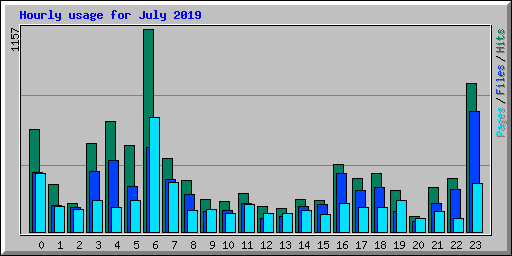 Hourly usage for July 2019
1157
Pages / Files / Hits
0 1 2 3 4 5 6 7 8 9 10 11 12 13 14 15 16 17 18 19 20 21 22 23